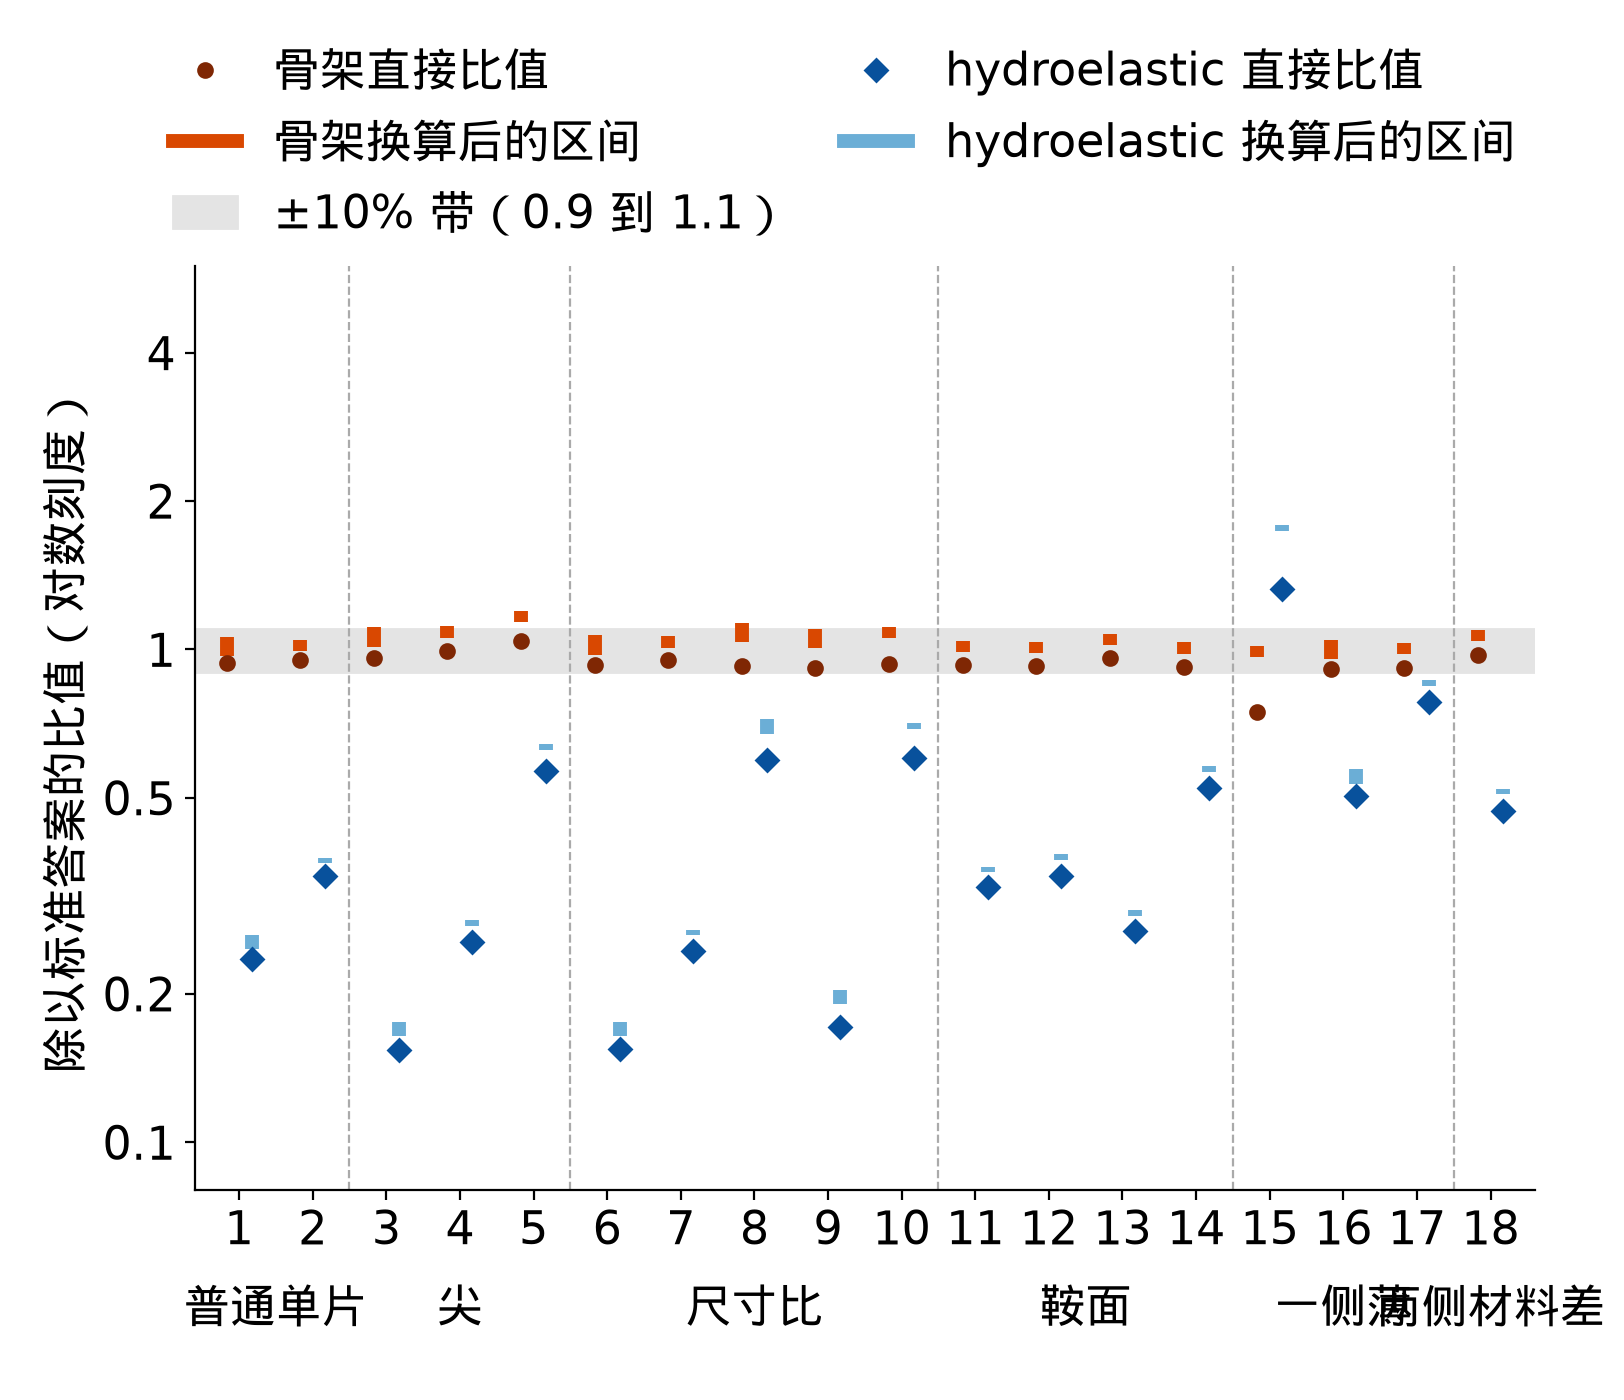 骨架直接比值
hydroelastic 直接比值
骨架换算后的区间
hydroelastic 换算后的区间
±10% 带（0.9 到 1.1）
除以标准答案的比值（对数刻度）
4
2
1
0.5
0.2
0.1
1 2 3 4 5 6 7 8 9 10 11 12 13 14 15 16 17 18
普通单片 尖 尺寸比 鞍面 一侧薄 两侧材料差